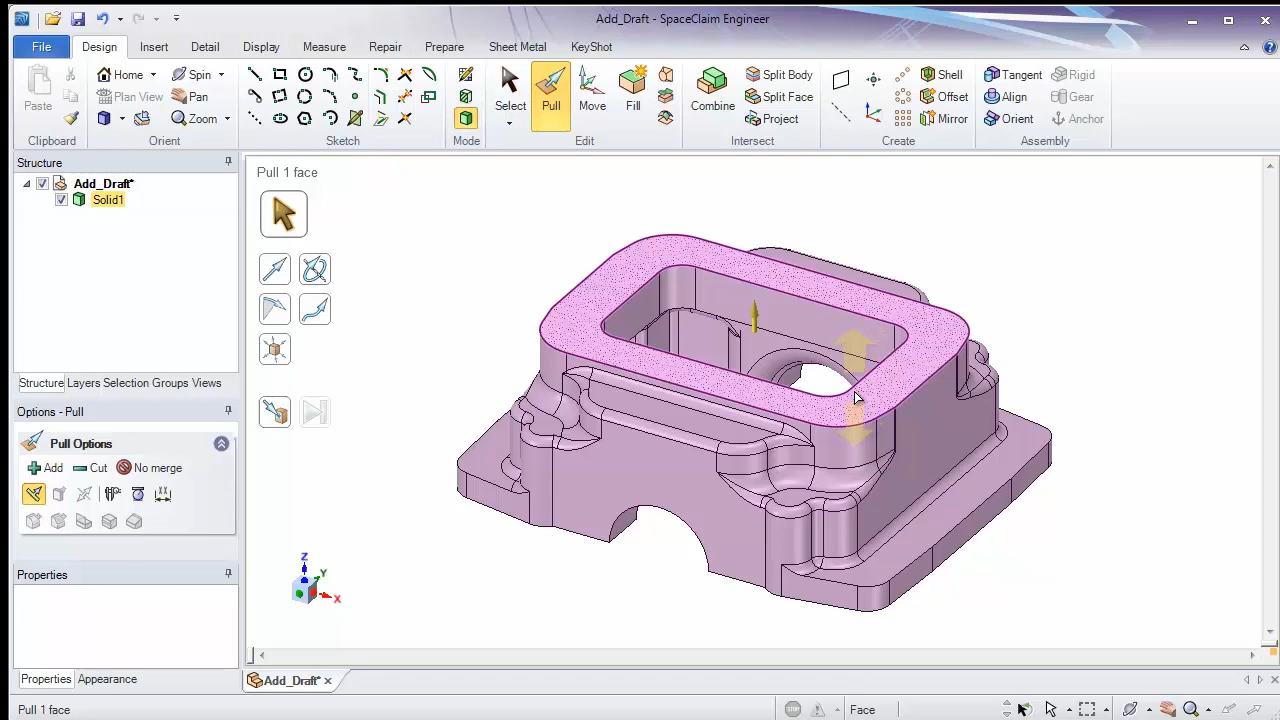 Add_Draft - SpaceClaim Engineer
File Design Insert Detail Display Measure Repair Prepare Sheet Metal KeyShot
Paste
Clipboard
Home Spin
Plan View Pan
Zoom
Orient
Sketch
Mode
Select Pull Move Fill
Edit
Combine
Split Body
Split Face
Project
Intersect
Shell
Offset
Mirror
Create
Tangent Rigid
Align Gear
Orient Anchor
Assembly
Structure
Add_Draft*
Solid1
Structure Layers Selection Groups Views
Options - Pull
Pull Options
Add Cut No merge
Properties
Properties Appearance
Pull 1 face
Z
Y
X
Add_Draft*
Pull 1 face
STOP
Face